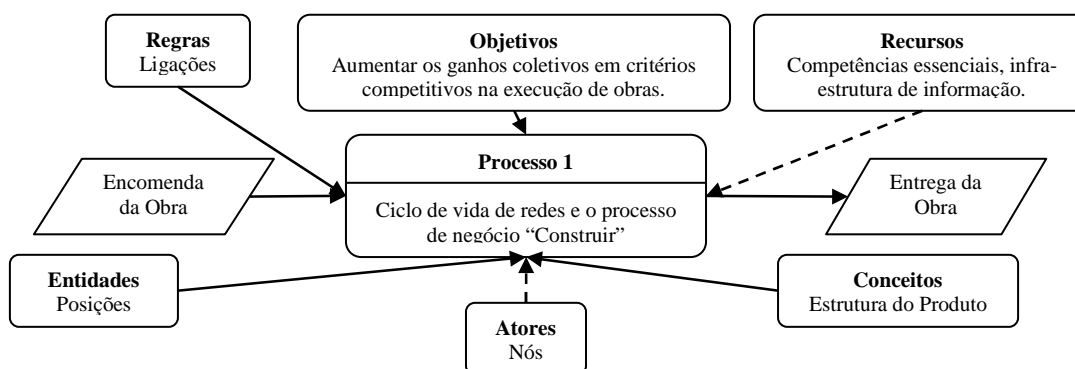 Regras
Ligações
Objetivos
Aumentar os ganhos coletivos em critérios
competitivos na execução de obras.
Recursos
Competências essenciais, infra-
estrutura de informação.
Processo 1
Ciclo de vida de redes e o processo
de negócio “Construir”
Encomenda
da Obra
Entrega da
Obra
Entidades
Posições
Atores
Nós
Conceitos
Estrutura do Produto